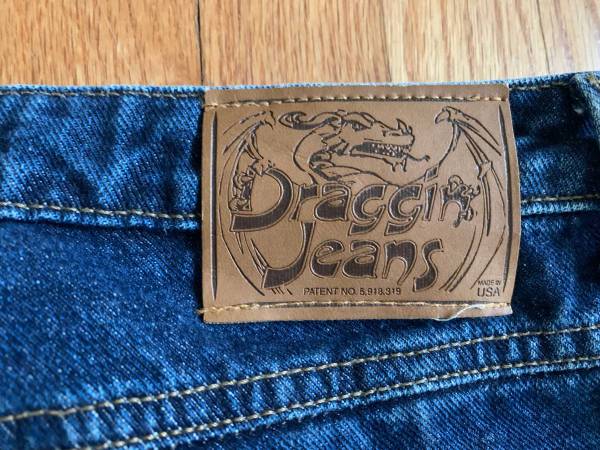 Draggin
Jeans
PATENT NO. 5,918,319
MADE IN
USA